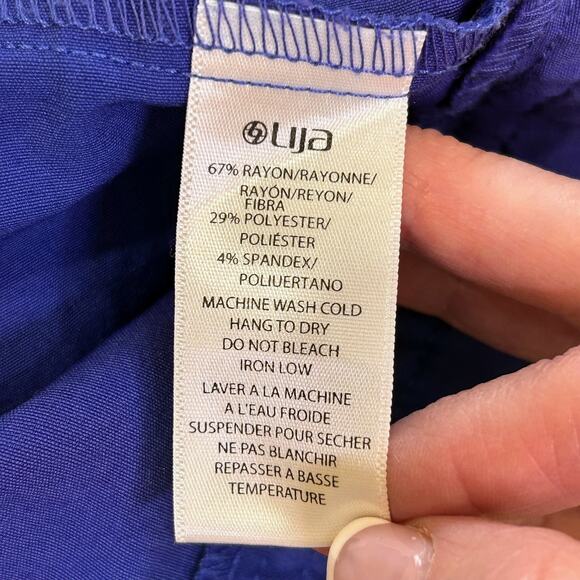 Lija
67% RAYON/RAYONNE/
RAYÓN/REYON/
FIBRA
29% POLYESTER/
POLIÉSTER
4% SPANDEX/
POLIUERTANO
MACHINE WASH COLD
HANG TO DRY
DO NOT BLEACH
IRON LOW
LAVER A LA MACHINE
A L'EAU FROIDE
SUSPENDER POUR SECHER
NE PAS BLANCHIR
REPASSER A BASSE
TEMPERATURE